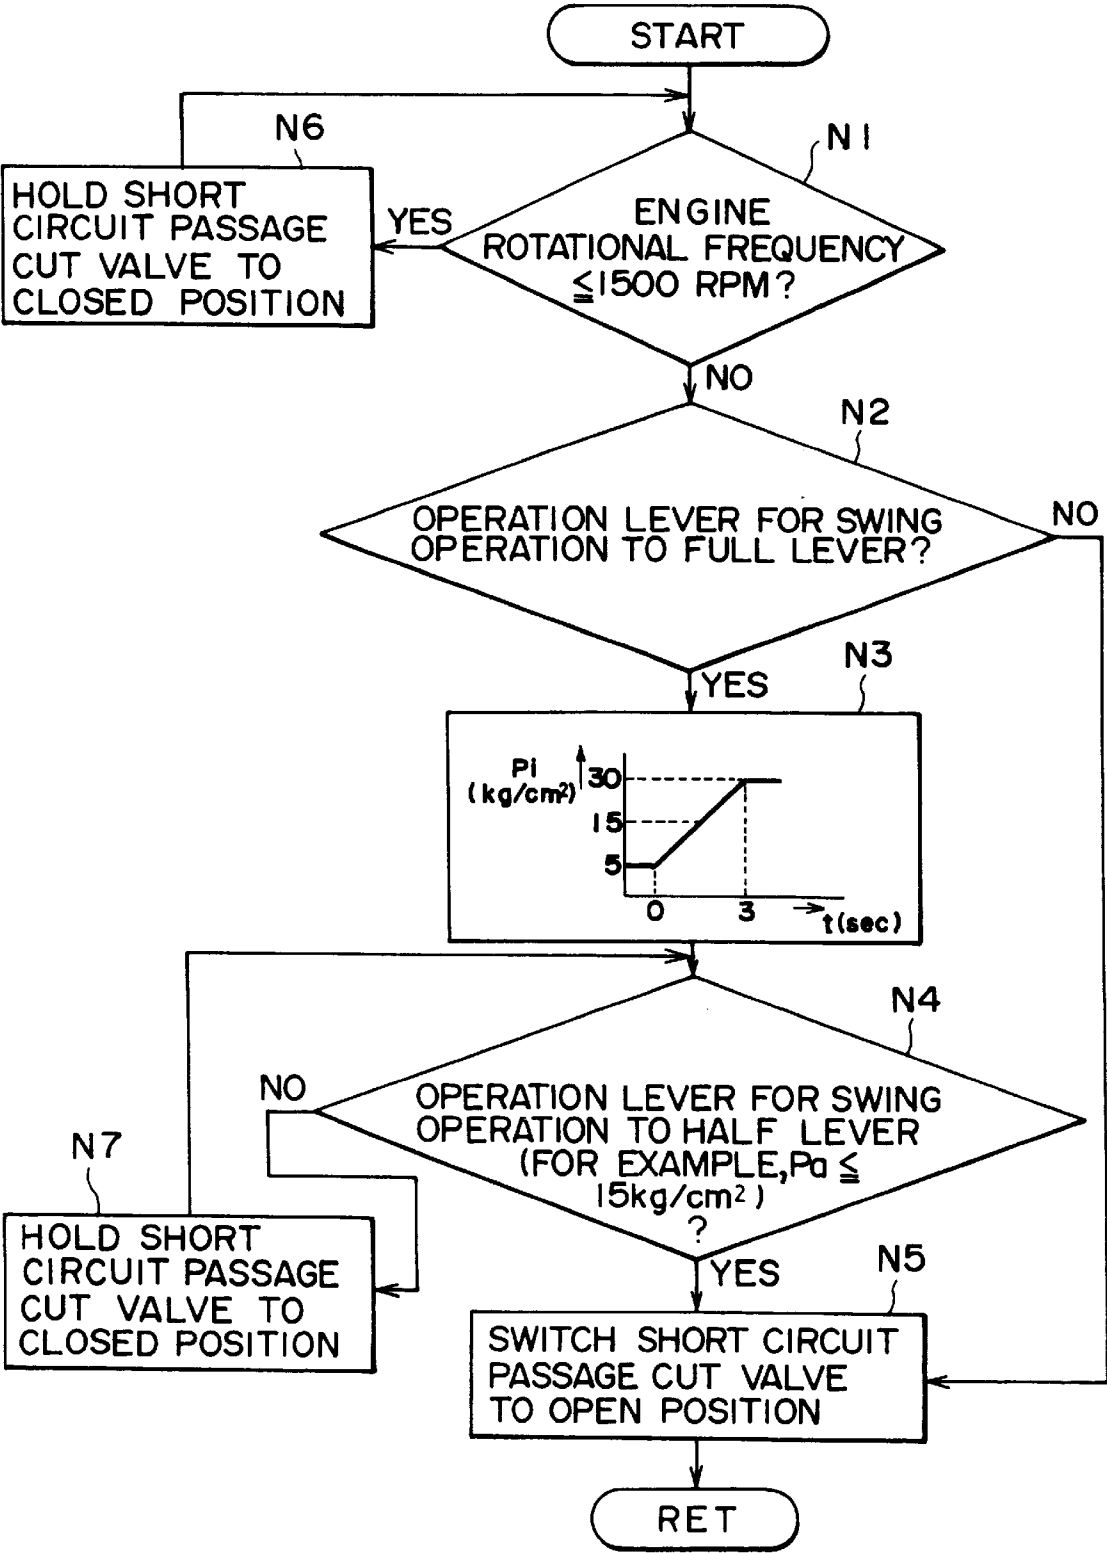 START
N6
N1
HOLD SHORT
CIRCUIT PASSAGE
CUT VALVE TO
CLOSED POSITION
YES
ENGINE
ROTATIONAL FREQUENCY
≦1500 RPM?
NO
N2
OPERATION LEVER FOR SWING
OPERATION TO FULL LEVER?
NO
YES
N3
Pi
(kg/cm²)
30
15
5
0
3
t(sec)
N4
NO
OPERATION LEVER FOR SWING
OPERATION TO HALF LEVER
(FOR EXAMPLE,Pa ≦
15kg/cm²)
?
N7
HOLD SHORT
CIRCUIT PASSAGE
CUT VALVE TO
CLOSED POSITION
YES
N5
SWITCH SHORT CIRCUIT
PASSAGE CUT VALVE
TO OPEN POSITION
RET